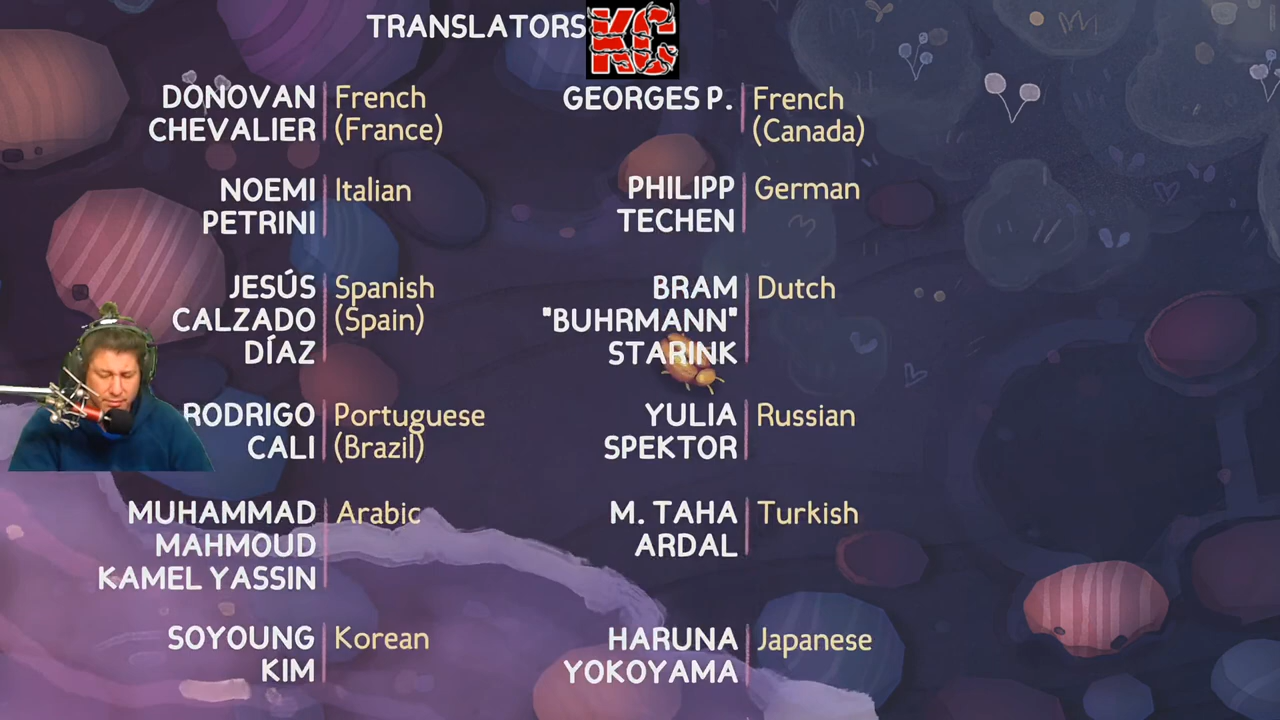 TRANSLATORS
KC
DONOVAN CHEVALIER
French (France)
GEORGES P.
French (Canada)
NOEMI PETRINI
Italian
PHILIPP TECHEN
German
JESÚS CALZADO DÍAZ
Spanish (Spain)
BRAM "BUHRMANN" STARINK
Dutch
RODRIGO CALI
Portuguese (Brazil)
YULIA SPEKTOR
Russian
MUHAMMAD MAHMOUD KAMEL YASSIN
Arabic
M. TAHA ARDAL
Turkish
SOYOUNG KIM
Korean
HARUNA YOKOYAMA
Japanese